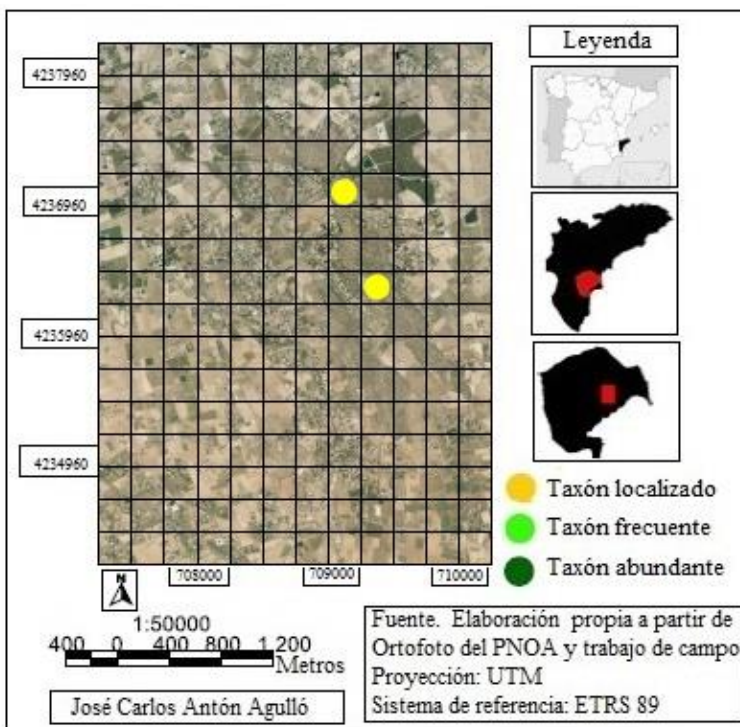 Leyenda
4237960
4236960
4235960
4234960
Taxón localizado
Taxón frecuente
Taxón abundante
708000
709000
710000
N
1:50000
400 0 400 800 1 200
Metros
José Carlos Antón Agulló
Fuente. Elaboración propia a partir de
Ortofoto del PNOA y trabajo de campo
Proyección: UTM
Sistema de referencia: ETRS 89